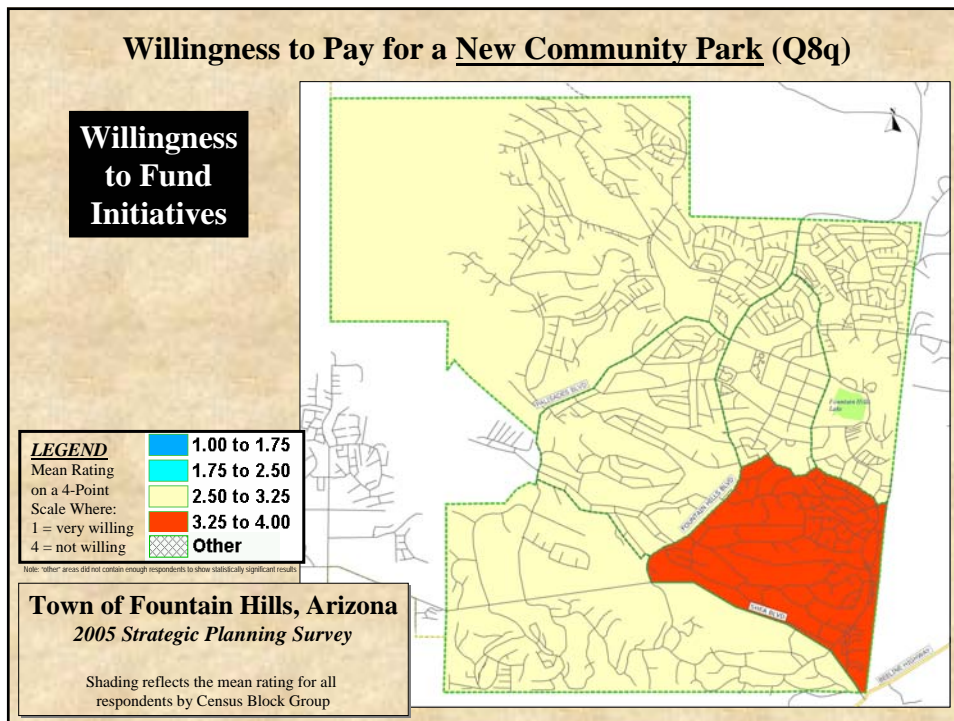 Willingness to Pay for a New Community Park (Q8q)
Willingness
to Fund
Initiatives
PALISADES BLVD
Fountain Hills
Lake
FOUNTAIN HILLS BLVD
SHEA BLVD
BEELINE HIGHWAY
LEGEND
Mean Rating
on a 4-Point
Scale Where:
1 = very willing
4 = not willing
1.00 to 1.75
1.75 to 2.50
2.50 to 3.25
3.25 to 4.00
Other
Note: "other" areas did not contain enough respondents to show statistically significant results.
Town of Fountain Hills, Arizona
2005 Strategic Planning Survey
Shading reflects the mean rating for all
respondents by Census Block Group